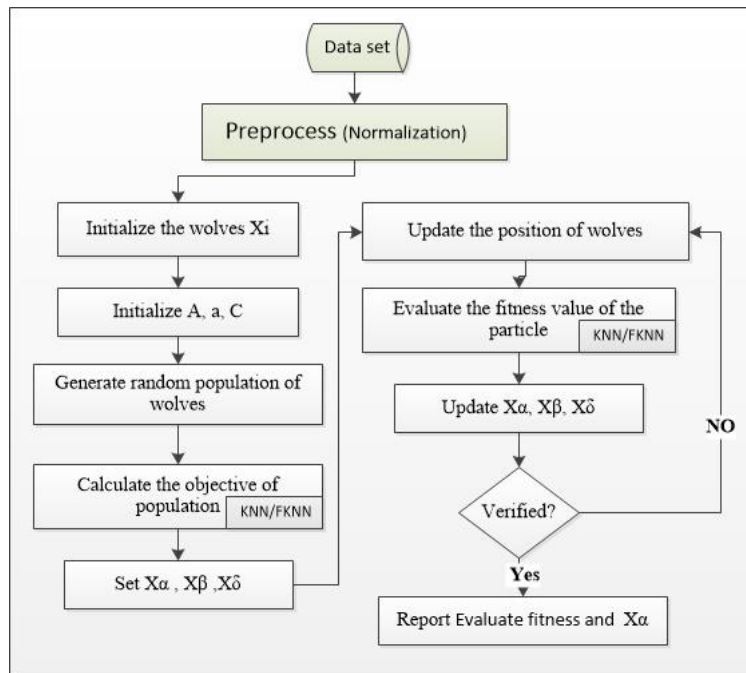 Data set
Preprocess (Normalization)
Initialize the wolves Xi
Initialize A, a, C
Generate random population of
wolves
Calculate the objective of
population
KNN/FKNN
Set Xα , Xβ ,Xδ
Update the position of wolves
Evaluate the fitness value of the
particle
KNN/FKNN
Update Xα, Xβ, Xδ
NO
Verified?
Yes
Report Evaluate fitness and Xα